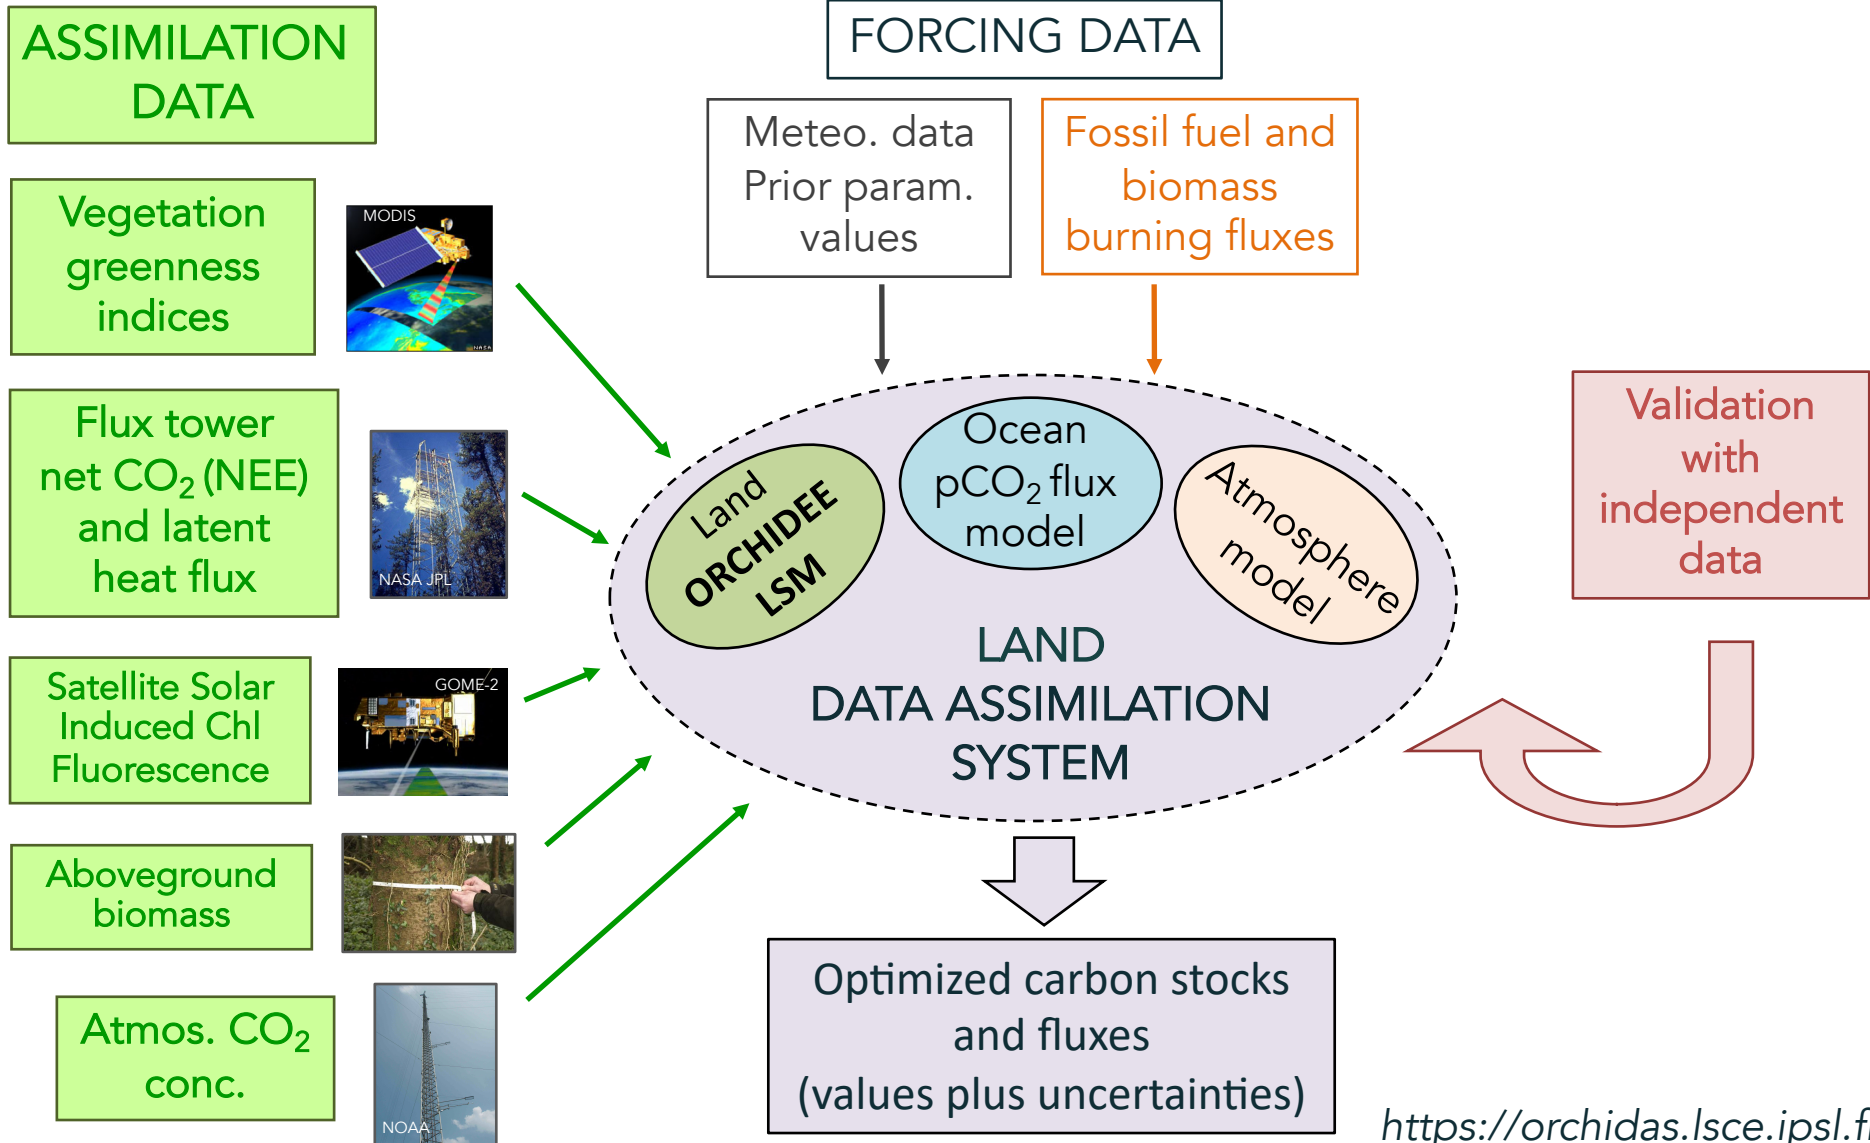 ASSIMILATION
DATA
FORCING DATA
Meteo. data
Prior param.
values
Fossil fuel and
biomass
burning fluxes
Vegetation
greenness
indices
MODIS
NASA
Flux tower
net CO₂ (NEE)
and latent
heat flux
NASA JPL
Satellite Solar
Induced Chl
Fluorescence
GOME-2
Aboveground
biomass
Atmos. CO₂
conc.
NOAA
Land
ORCHIDEE
LSM
Ocean
pCO₂ flux
model
Atmosphere
model
LAND
DATA ASSIMILATION
SYSTEM
Validation
with
independent
data
Optimized carbon stocks
and fluxes
(values plus uncertainties)
https://orchidas.lsce.ipsl.fr